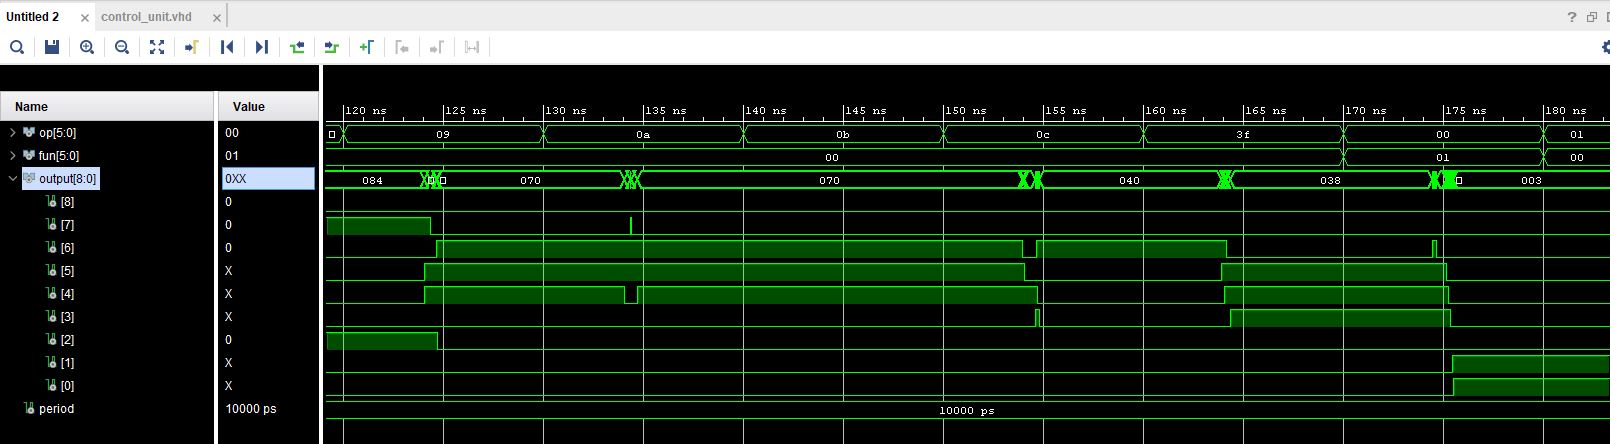 Untitled 2 × control_unit.vhd ×
?
Name Value
120 ns 125 ns 130 ns 135 ns 140 ns 145 ns 150 ns 155 ns 160 ns 165 ns 170 ns 175 ns 180 ns
op[5:0] 00 09 0a 0b 0c 3f 00 01
fun[5:0] 01 00 01 00
output[8:0] 0XX 084 070 070 040 038 003
[8] 0
[7] 0
[6] 0
[5] X
[4] X
[3] X
[2] 0
[1] X
[0] X
period 10000 ps 10000 ps